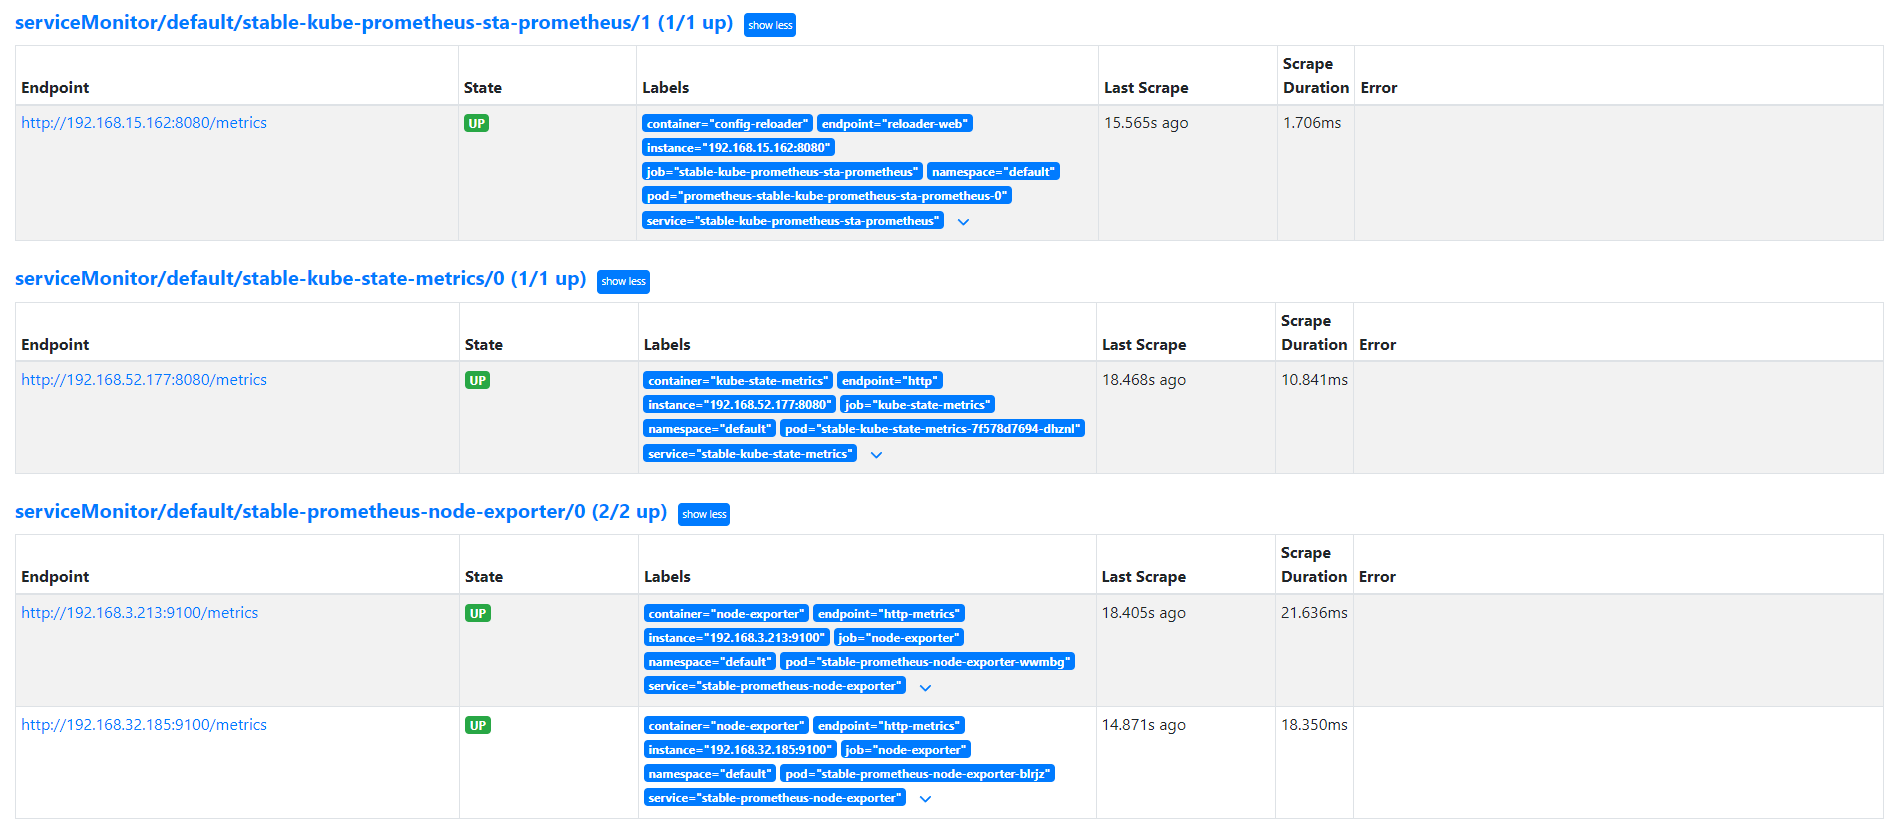 serviceMonitor/default/stable-kube-prometheus-sta-prometheus/1 (1/1 up) show less
Endpoint State Labels Last Scrape Scrape Duration Error
http://192.168.15.162:8080/metrics UP container="config-reloader" endpoint="reloader-web" 15.565s ago 1.706ms
instance="192.168.15.162:8080"
job="stable-kube-prometheus-sta-prometheus" namespace="default"
pod="prometheus-stable-kube-prometheus-sta-prometheus-0"
service="stable-kube-prometheus-sta-prometheus"
serviceMonitor/default/stable-kube-state-metrics/0 (1/1 up) show less
Endpoint State Labels Last Scrape Scrape Duration Error
http://192.168.52.177:8080/metrics UP container="kube-state-metrics" endpoint="http" 18.468s ago 10.841ms
instance="192.168.52.177:8080" job="kube-state-metrics"
namespace="default" pod="stable-kube-state-metrics-7f578d7694-dhznl"
service="stable-kube-state-metrics"
serviceMonitor/default/stable-prometheus-node-exporter/0 (2/2 up) show less
Endpoint State Labels Last Scrape Scrape Duration Error
http://192.168.3.213:9100/metrics UP container="node-exporter" endpoint="http-metrics" 18.405s ago 21.636ms
instance="192.168.3.213:9100" job="node-exporter"
namespace="default" pod="stable-prometheus-node-exporter-wwmbg"
service="stable-prometheus-node-exporter"
http://192.168.32.185:9100/metrics UP container="node-exporter" endpoint="http-metrics" 14.871s ago 18.350ms
instance="192.168.32.185:9100" job="node-exporter"
namespace="default" pod="stable-prometheus-node-exporter-blrjz"
service="stable-prometheus-node-exporter"